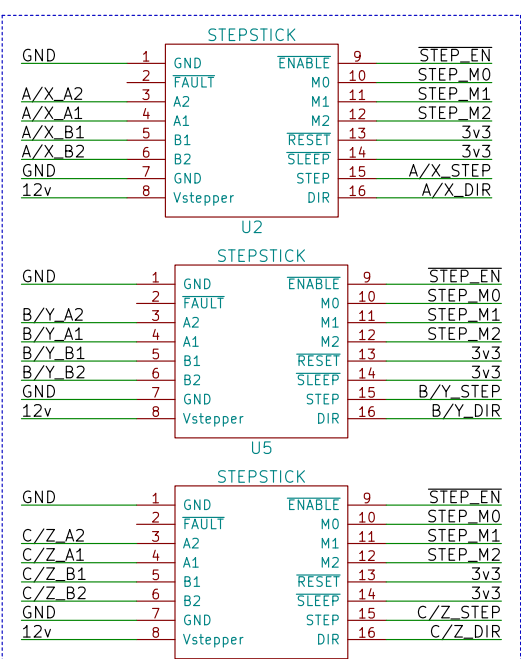 STEPSTICK
GND 1 GND ENABLE 9 STEP_EN
2 FAULT M0 10 STEP_M0
A/X_A2 3 A2 M1 11 STEP_M1
A/X_A1 4 A1 M2 12 STEP_M2
A/X_B1 5 B1 RESET 13 3v3
A/X_B2 6 B2 SLEEP 14 3v3
GND 7 GND STEP 15 A/X_STEP
12v 8 Vstepper DIR 16 A/X_DIR
U2
STEPSTICK
GND 1 GND ENABLE 9 STEP_EN
2 FAULT M0 10 STEP_M0
B/Y_A2 3 A2 M1 11 STEP_M1
B/Y_A1 4 A1 M2 12 STEP_M2
B/Y_B1 5 B1 RESET 13 3v3
B/Y_B2 6 B2 SLEEP 14 3v3
GND 7 GND STEP 15 B/Y_STEP
12v 8 Vstepper DIR 16 B/Y_DIR
U5
STEPSTICK
GND 1 GND ENABLE 9 STEP_EN
2 FAULT M0 10 STEP_M0
C/Z_A2 3 A2 M1 11 STEP_M1
C/Z_A1 4 A1 M2 12 STEP_M2
C/Z_B1 5 B1 RESET 13 3v3
C/Z_B2 6 B2 SLEEP 14 3v3
GND 7 GND STEP 15 C/Z_STEP
12v 8 Vstepper DIR 16 C/Z_DIR